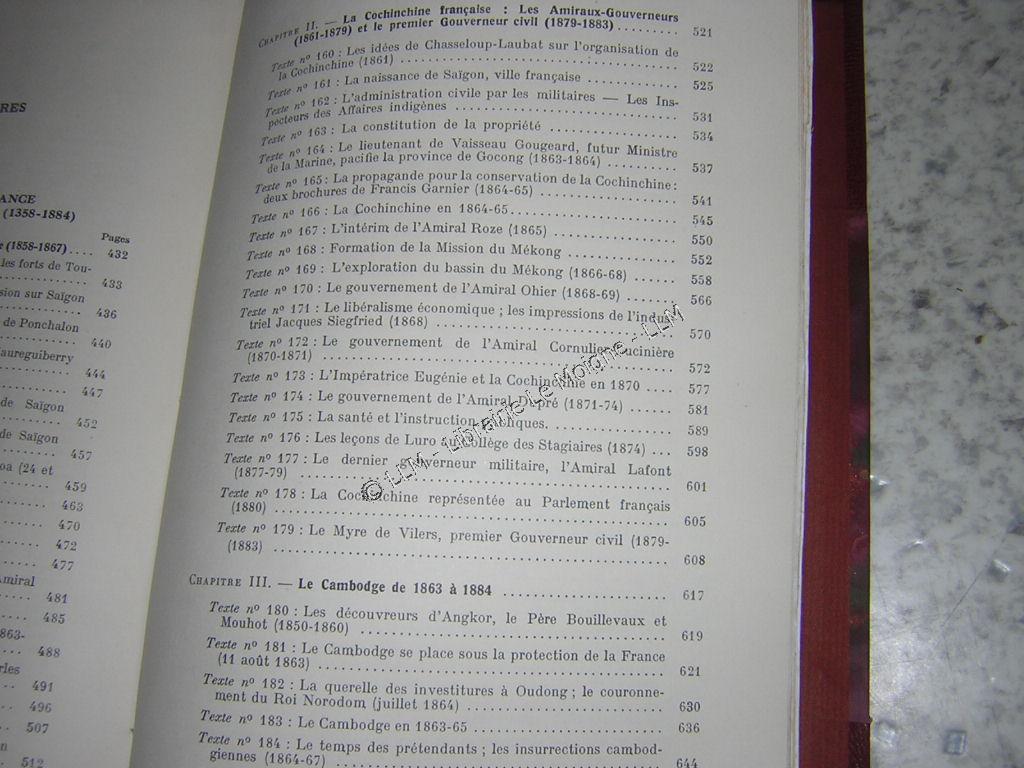 RES
ANCE
(1358-1884)
Pages
e (1858-1867) .... 432
les forts de Tou-
433
sion sur Saïgon
436
de Ponchalon
440
aureguiberry
444
447
de Saïgon
452
de Saïgon
457
oa (24 et
459
463
470
472
477
Amiral
481
485
863-
488
rles
491
496
507
n
512
CHAPITRE II. — La Cochinchine française : Les Amiraux-Gouverneurs
(1861-1879) et le premier Gouverneur civil (1879-1883) ......... 521
Texte nº 160 : Les idées de Chasseloup-Laubat sur l'organisation de
la Cochinchine (1861) ......... 522
Texte nº 161 : La naissance de Saïgon, ville française ......... 525
Texte nº 162 : L'administration civile par les militaires — Les Ins-
pecteurs des Affaires indigènes ......... 531
Texte nº 163 : La constitution de la propriété ......... 534
Texte nº 164 : Le lieutenant de Vaisseau Gougeard, futur Ministre
de la Marine, pacifie la province de Gocong (1863-1864) ......... 537
Texte nº 165 : La propagande pour la conservation de la Cochinchine :
deux brochures de Francis Garnier (1864-65) ......... 541
Texte nº 166 : La Cochinchine en 1864-65 ......... 545
Texte nº 167 : L'intérim de l'Amiral Roze (1865) ......... 550
Texte nº 168 : Formation de la Mission du Mékong ......... 552
Texte nº 169 : L'exploration du bassin du Mékong (1866-68) ......... 558
Texte nº 170 : Le gouvernement de l'Amiral Ohier (1868-69) ......... 566
Texte nº 171 : Le libéralisme économique ; les impressions de l'indus-
triel Jacques Siegfried (1868) ......... 570
Texte nº 172 : Le gouvernement de l'Amiral Cornulier-Lucinière
(1870-1871) ......... 572
Texte nº 173 : L'Impératrice Eugénie et la Cochinchine en 1870 .... 577
Texte nº 174 : Le gouvernement de l'Amiral Dupré (1871-74) ...... 581
Texte nº 175 : La santé et l'instruction publiques. ......... 589
Texte nº 176 : Les leçons de Luro au Collège des Stagiaires (1874) ... 598
Texte nº 177 : Le dernier gouverneur militaire, l'Amiral Lafont
(1877-79) ......... 601
Texte nº 178 : La Cochinchine représentée au Parlement français
(1880) ......... 605
Texte nº 179 : Le Myre de Vilers, premier Gouverneur civil (1879-
(1883) ......... 608
CHAPITRE III. — Le Cambodge de 1863 à 1884 ......... 617
Texte nº 180 : Les découvreurs d'Angkor, le Père Bouillevaux et
Mouhot (1850-1860) ......... 619
Texte nº 181 : Le Cambodge se place sous la protection de la France
(11 août 1863) ......... 621
Texte nº 182 : La querelle des investitures à Oudong ; le couronne-
ment du Roi Norodom (juillet 1864) ......... 630
Texte nº 183 : Le Cambodge en 1863-65 ......... 636
Texte nº 184 : Le temps des prétendants ; les insurrections cambod-
giennes (1864-67) ......... 644
© LLM - Librairie Le Moigne - LLM